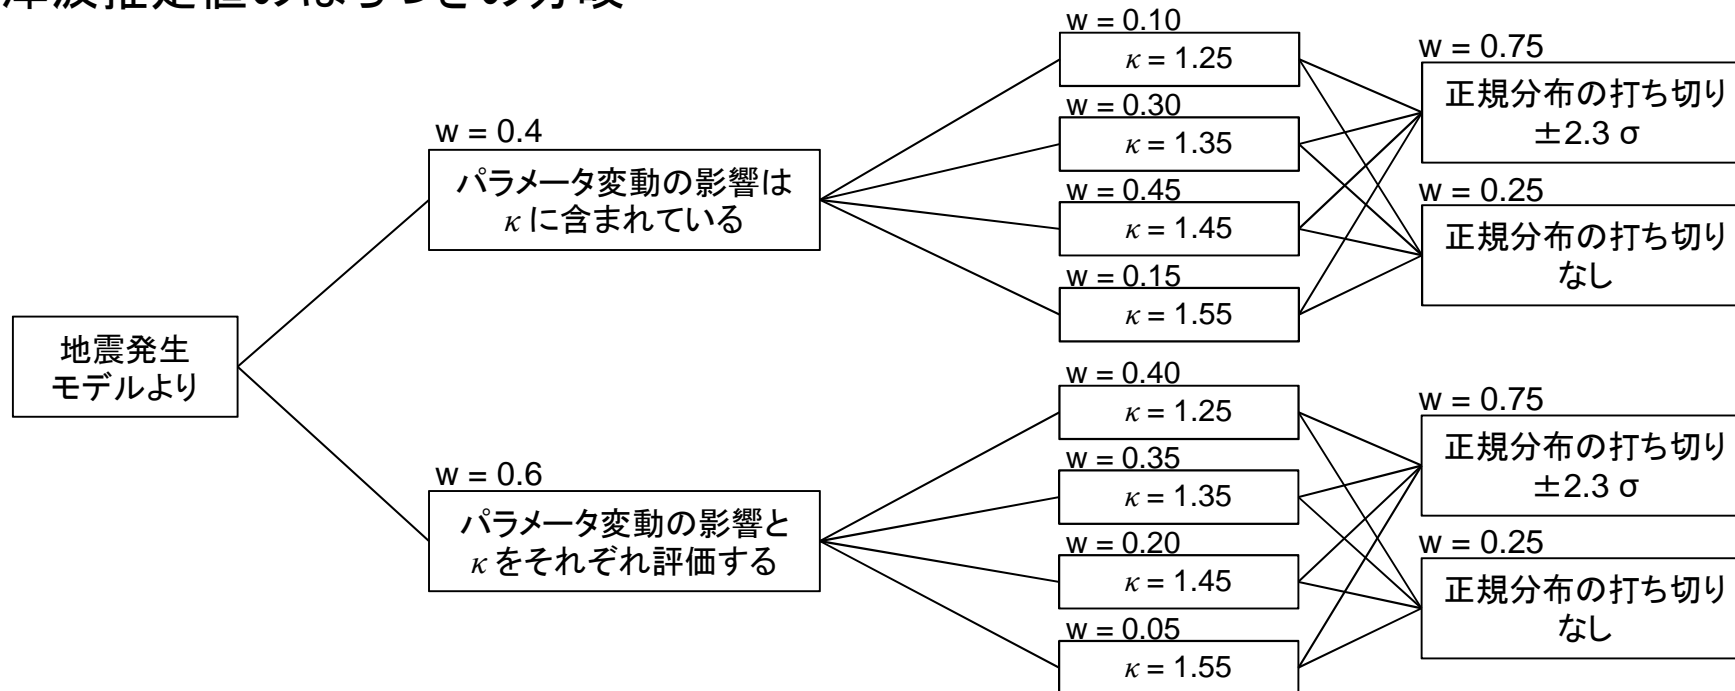 津波推定値のばらつきの分岐
地震発生
モデルより
w = 0.4
パラメータ変動の影響は
κ に含まれている
w = 0.10
κ = 1.25
w = 0.30
κ = 1.35
w = 0.45
κ = 1.45
w = 0.15
κ = 1.55
w = 0.75
正規分布の打ち切り
±2.3 σ
w = 0.25
正規分布の打ち切り
なし
w = 0.6
パラメータ変動の影響と
κ をそれぞれ評価する
w = 0.40
κ = 1.25
w = 0.35
κ = 1.35
w = 0.20
κ = 1.45
w = 0.05
κ = 1.55
w = 0.75
正規分布の打ち切り
±2.3 σ
w = 0.25
正規分布の打ち切り
なし